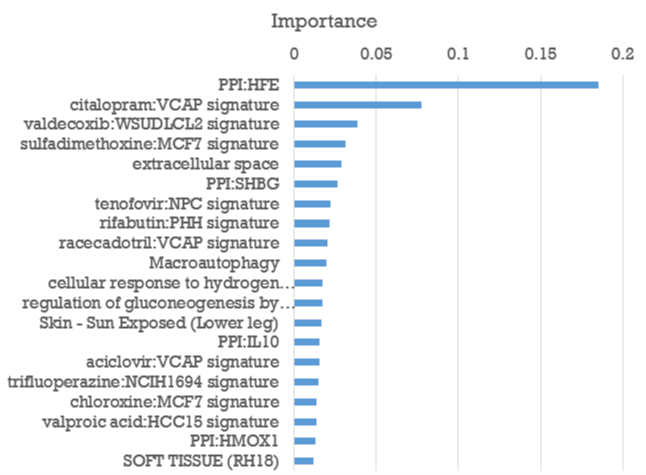 Importance
0 0.05 0.1 0.15 0.2
PPI:HFE
citalopram:VCAP signature
valdecoxib:WSUDLCL2 signature
sulfadimethoxine:MCF7 signature
extracellular space
PPI:SHBG
tenofovir:NPC signature
rifabutin:PHH signature
racecadotril:VCAP signature
Macroautophagy
cellular response to hydrogen...
regulation of gluconeogenesis by...
Skin - Sun Exposed (Lower leg)
PPI:IL10
aciclovir:VCAP signature
trifluoperazine:NCIH1694 signature
chloroxine:MCF7 signature
valproic acid:HCC15 signature
PPI:HMOX1
SOFT TISSUE (RH18)